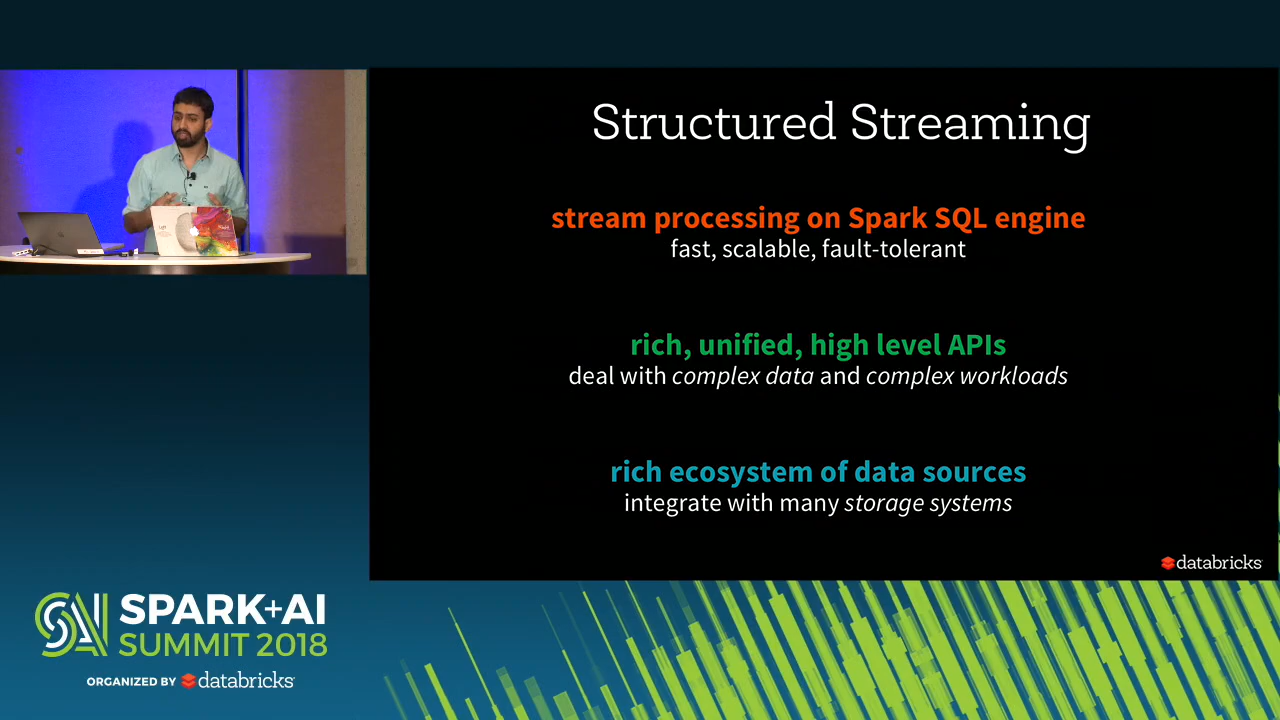 Structured Streaming
stream processing on Spark SQL engine
fast, scalable, fault-tolerant
rich, unified, high level APIs
deal with complex data and complex workloads
rich ecosystem of data sources
integrate with many storage systems
databricks
SPARK+AI
SUMMIT 2018
ORGANIZED BY databricks